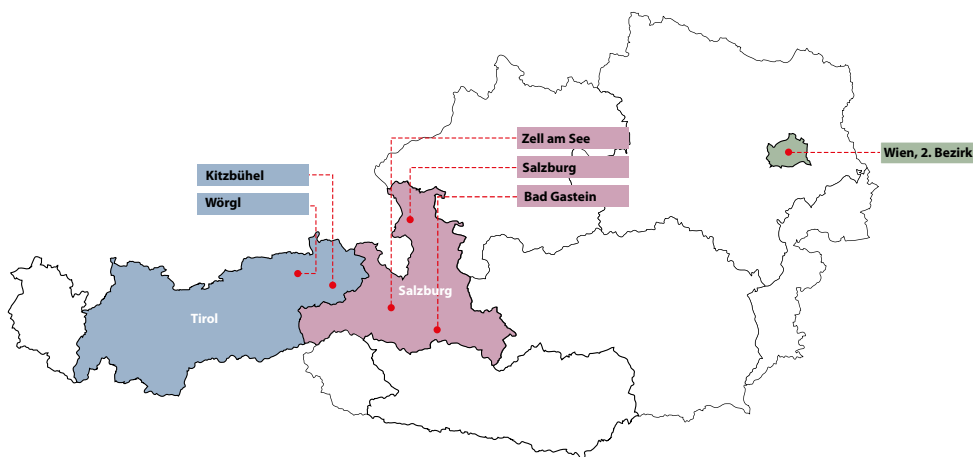 Zell am See
Wien, 2. Bezirk
Salzburg
Kitzbühel
Bad Gastein
Wörgl
Salzburg
Tirol